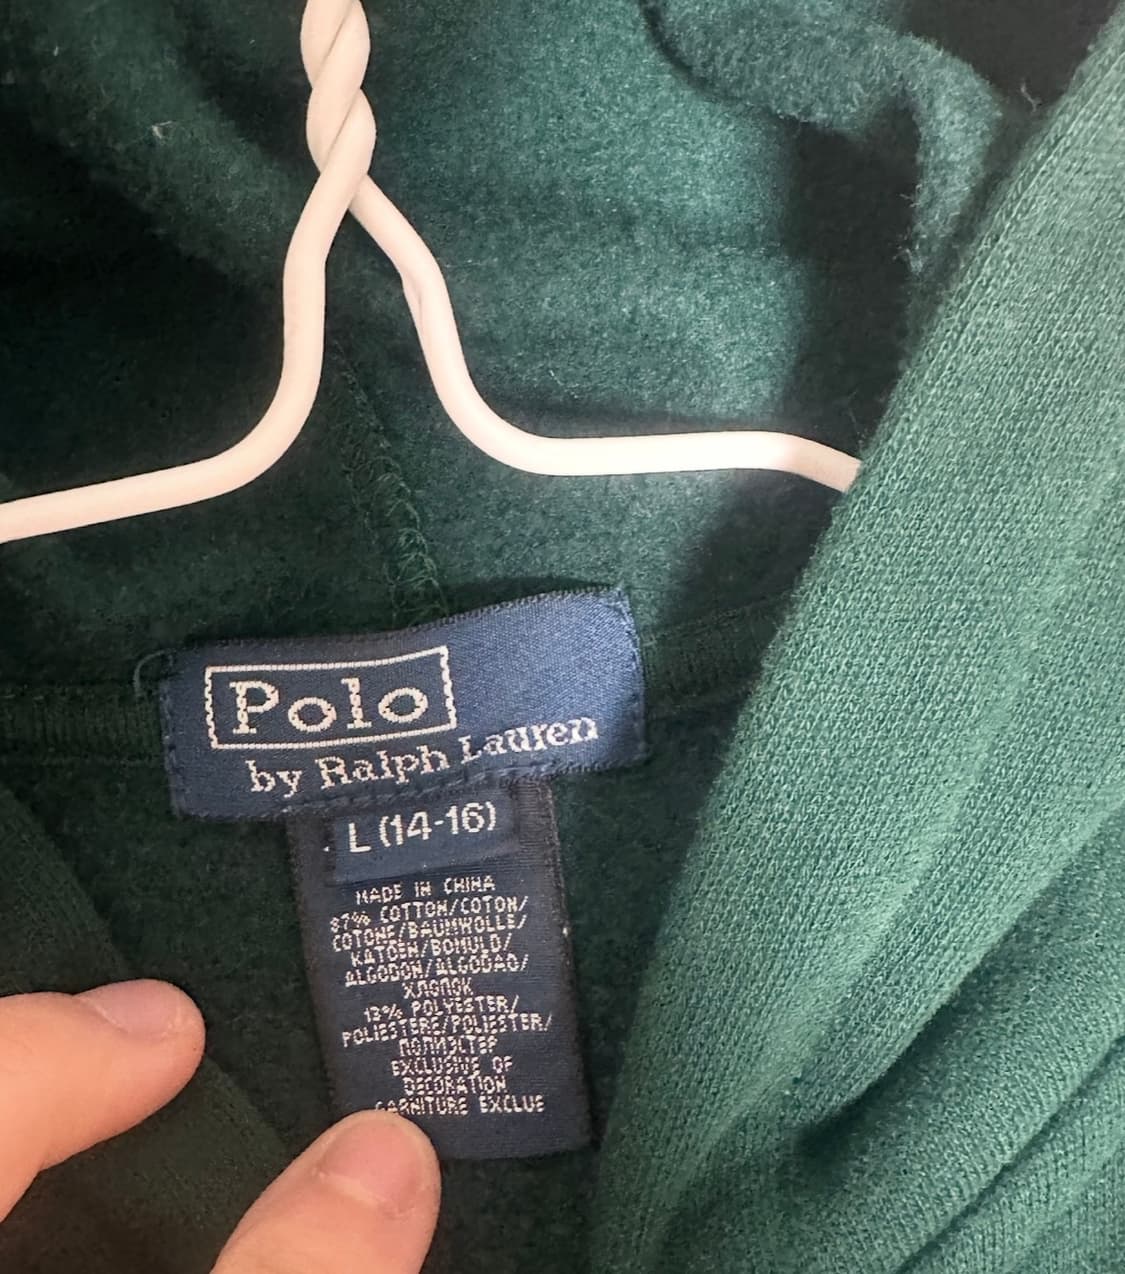 Polo
by Ralph Lauren
L (14-16)
MADE IN CHINA
87% COTTON/COTON/
COTONE/BAUMWOLLE/
KATOEN/BOMULD/
ALGODON/ALGODAO/
ХЛОПОК
13% POLYESTER/
POLIESTERE/POLIESTER/
ПОЛИЭСТЕР
EXCLUSIVE OF
DECORATION
GARNITURE EXCLUE